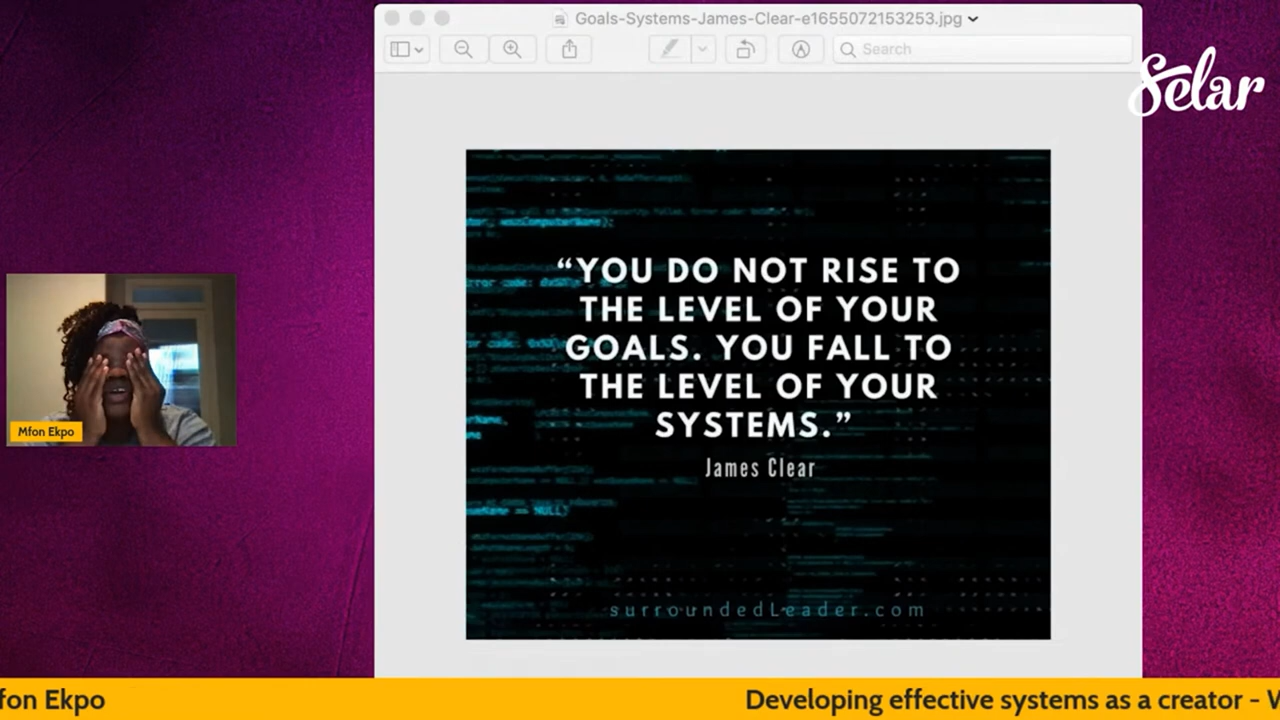 Goals-Systems-James-Clear-e1655072153253.jpg
Search
Selar
“YOU DO NOT RISE TO
THE LEVEL OF YOUR
GOALS. YOU FALL TO
THE LEVEL OF YOUR
SYSTEMS.”
James Clear
surroundedLeader.com
Mfon Ekpo
fon Ekpo
Developing effective systems as a creator -